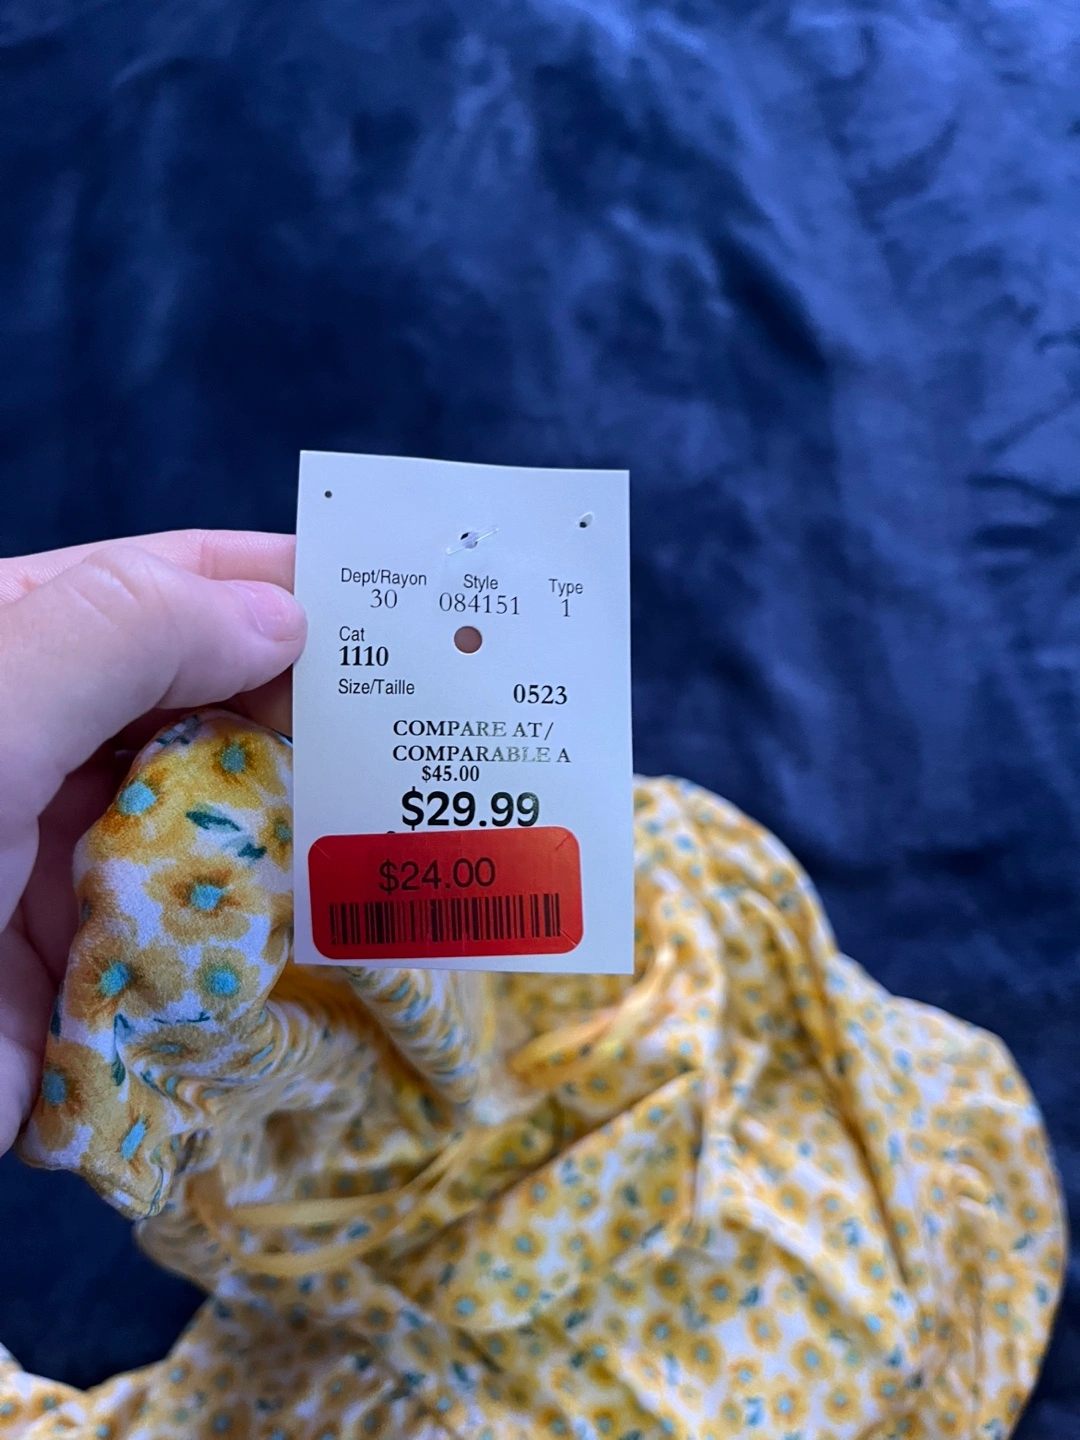 Dept/Rayon Style Type
30 084151 1
Cat
1110
Size/Taille 0523
COMPARE AT/
COMPARABLE A
$45.00
$29.99
$24.00